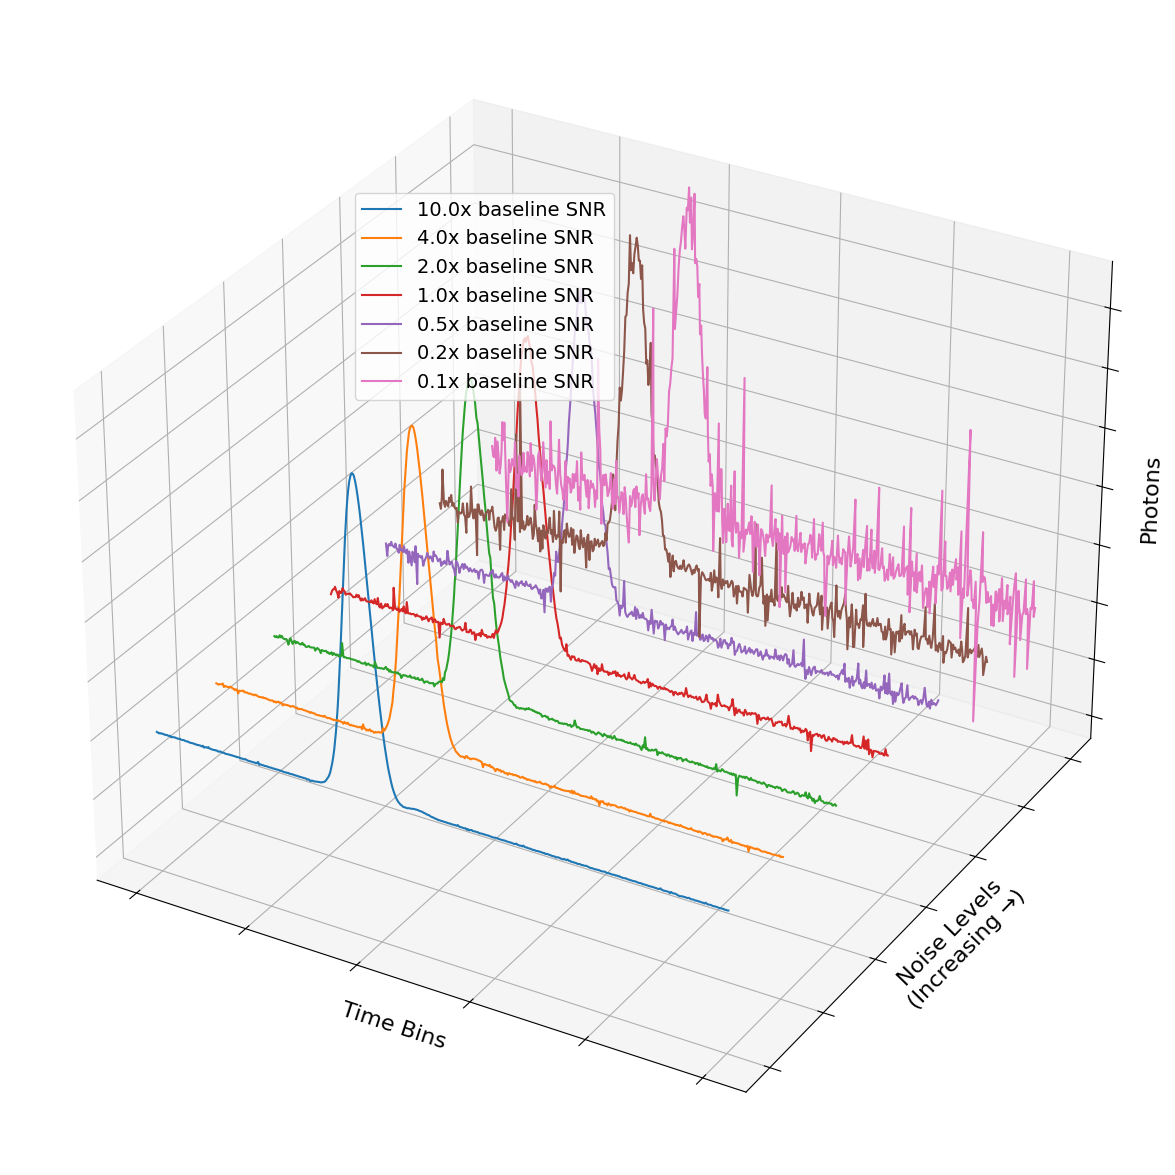 10.0x baseline SNR
4.0x baseline SNR
2.0x baseline SNR
1.0x baseline SNR
0.5x baseline SNR
0.2x baseline SNR
0.1x baseline SNR
Photons
Noise Levels
(Increasing →)
Time Bins